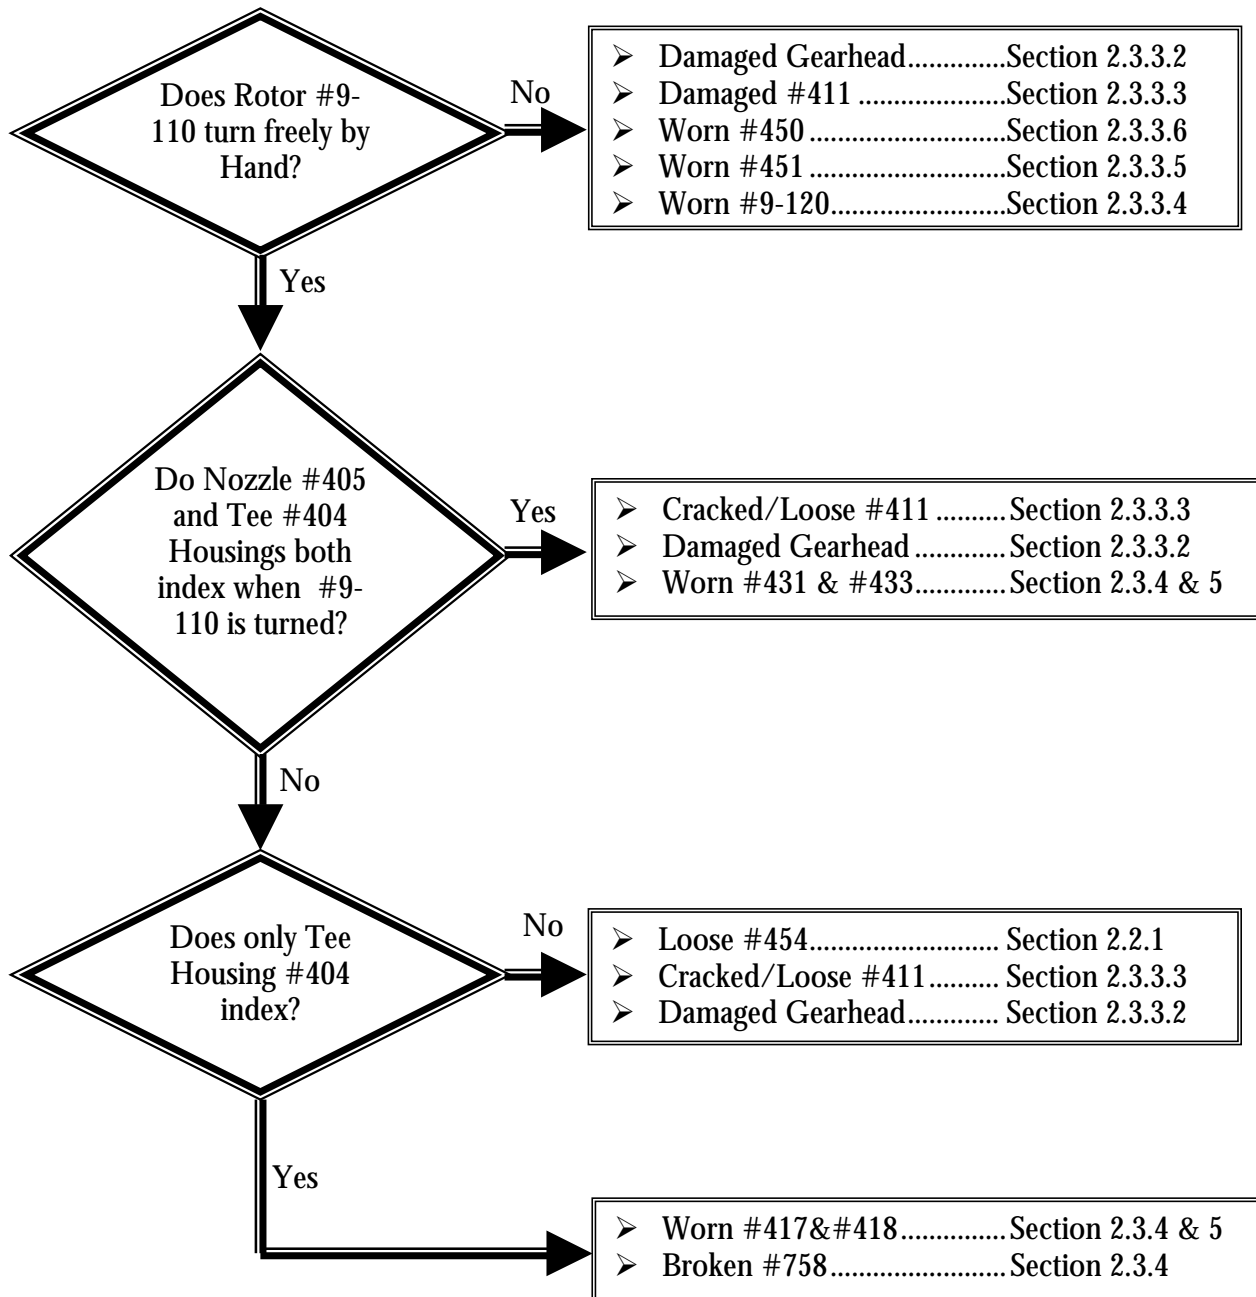 Does Rotor #9-
110 turn freely by
Hand?
No
➢ Damaged Gearhead...............Section 2.3.3.2
➢ Damaged #411 ......................Section 2.3.3.3
➢ Worn #450 .............................Section 2.3.3.6
➢ Worn #451 .............................Section 2.3.3.5
➢ Worn #9-120..........................Section 2.3.3.4
Yes
Do Nozzle #405
and Tee #404
Housings both
index when #9-
110 is turned?
Yes
➢ Cracked/Loose #411 ..........Section 2.3.3.3
➢ Damaged Gearhead .............Section 2.3.3.2
➢ Worn #431 & #433..............Section 2.3.4 & 5
No
Does only Tee
Housing #404
index?
No
➢ Loose #454............................ Section 2.2.1
➢ Cracked/Loose #411.......... Section 2.3.3.3
➢ Damaged Gearhead............. Section 2.3.3.2
Yes
➢ Worn #417&#418...............Section 2.3.4 & 5
➢ Broken #758..........................Section 2.3.4